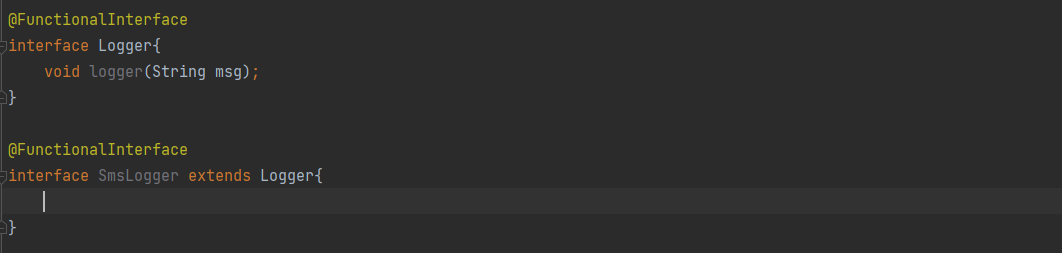 @FunctionalInterface
interface Logger{
    void logger(String msg);
}
@FunctionalInterface
interface SmsLogger extends Logger{
}